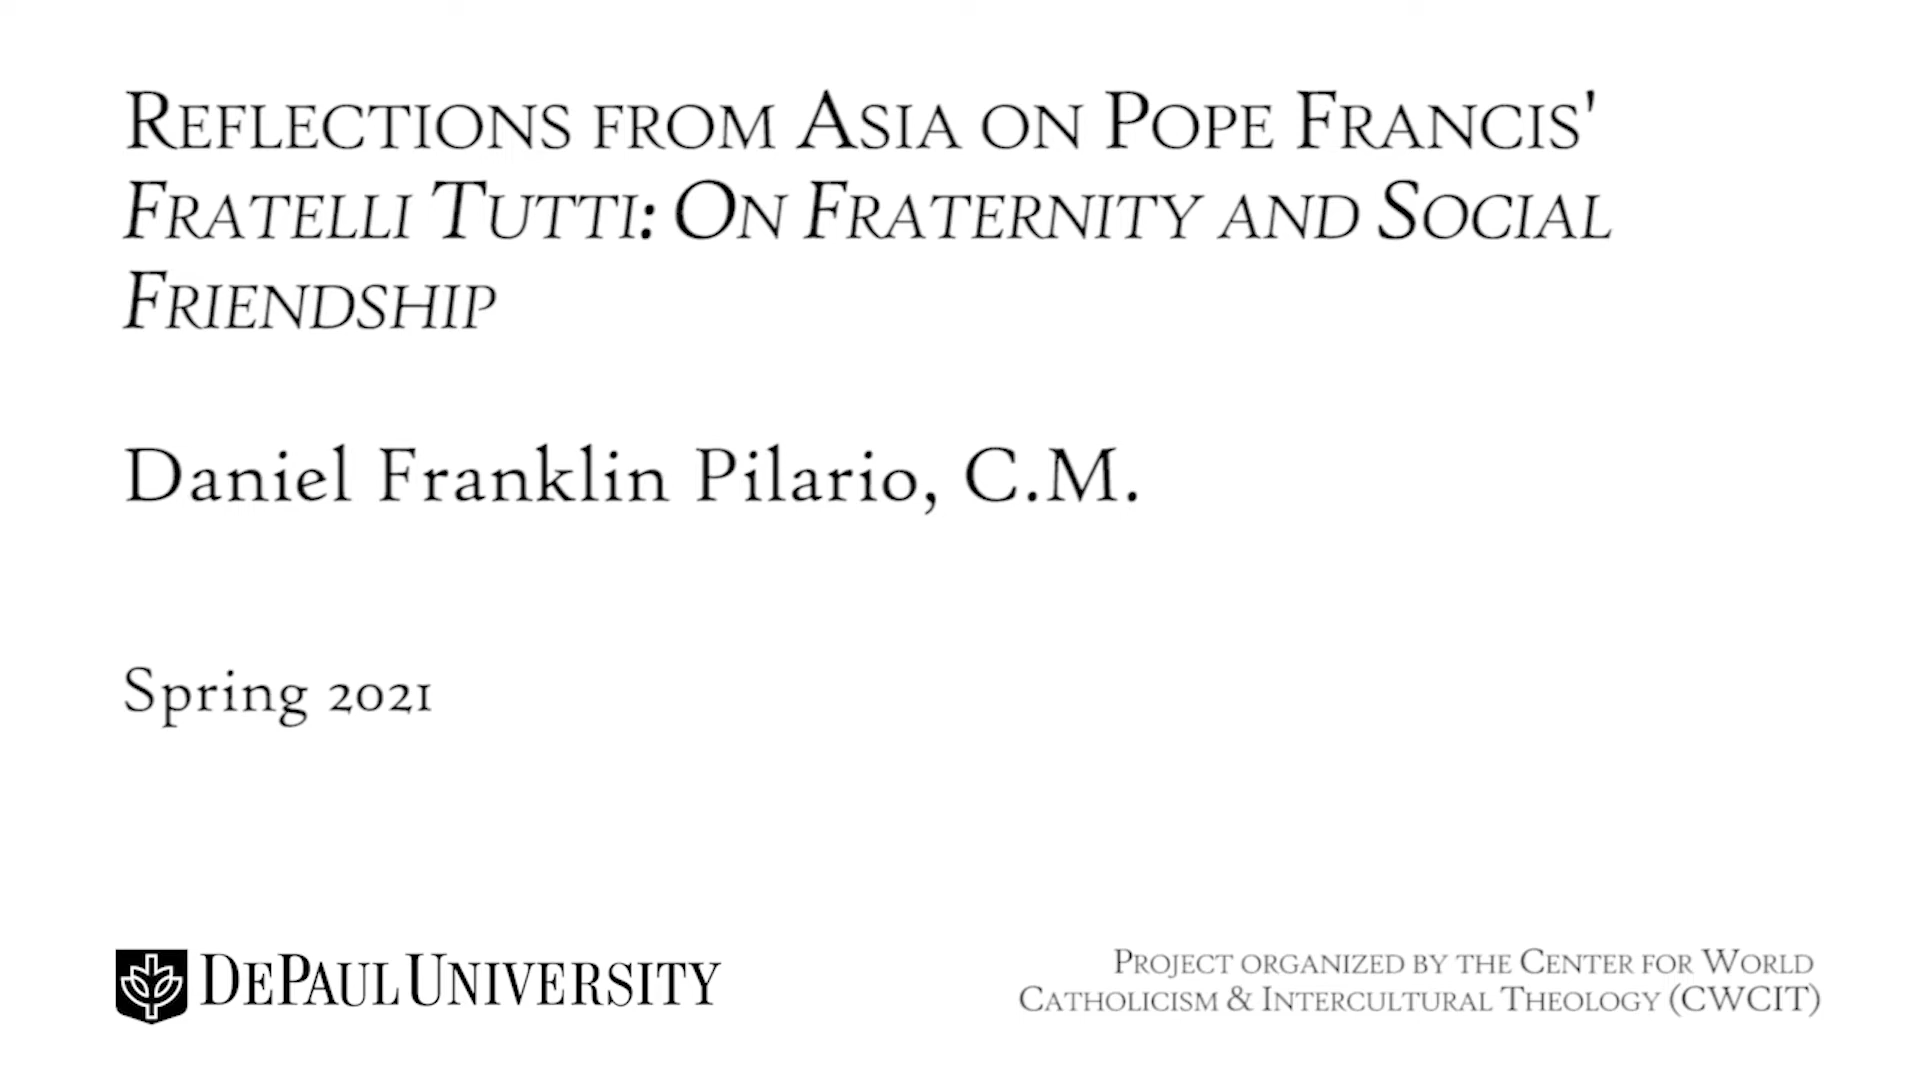 Reflections from Asia on Pope Francis'
Fratelli Tutti: On Fraternity and Social
Friendship
Daniel Franklin Pilario, C.M.
Spring 2021
DePaul University
Project organized by the Center for World
Catholicism & Intercultural Theology (CWCIT)